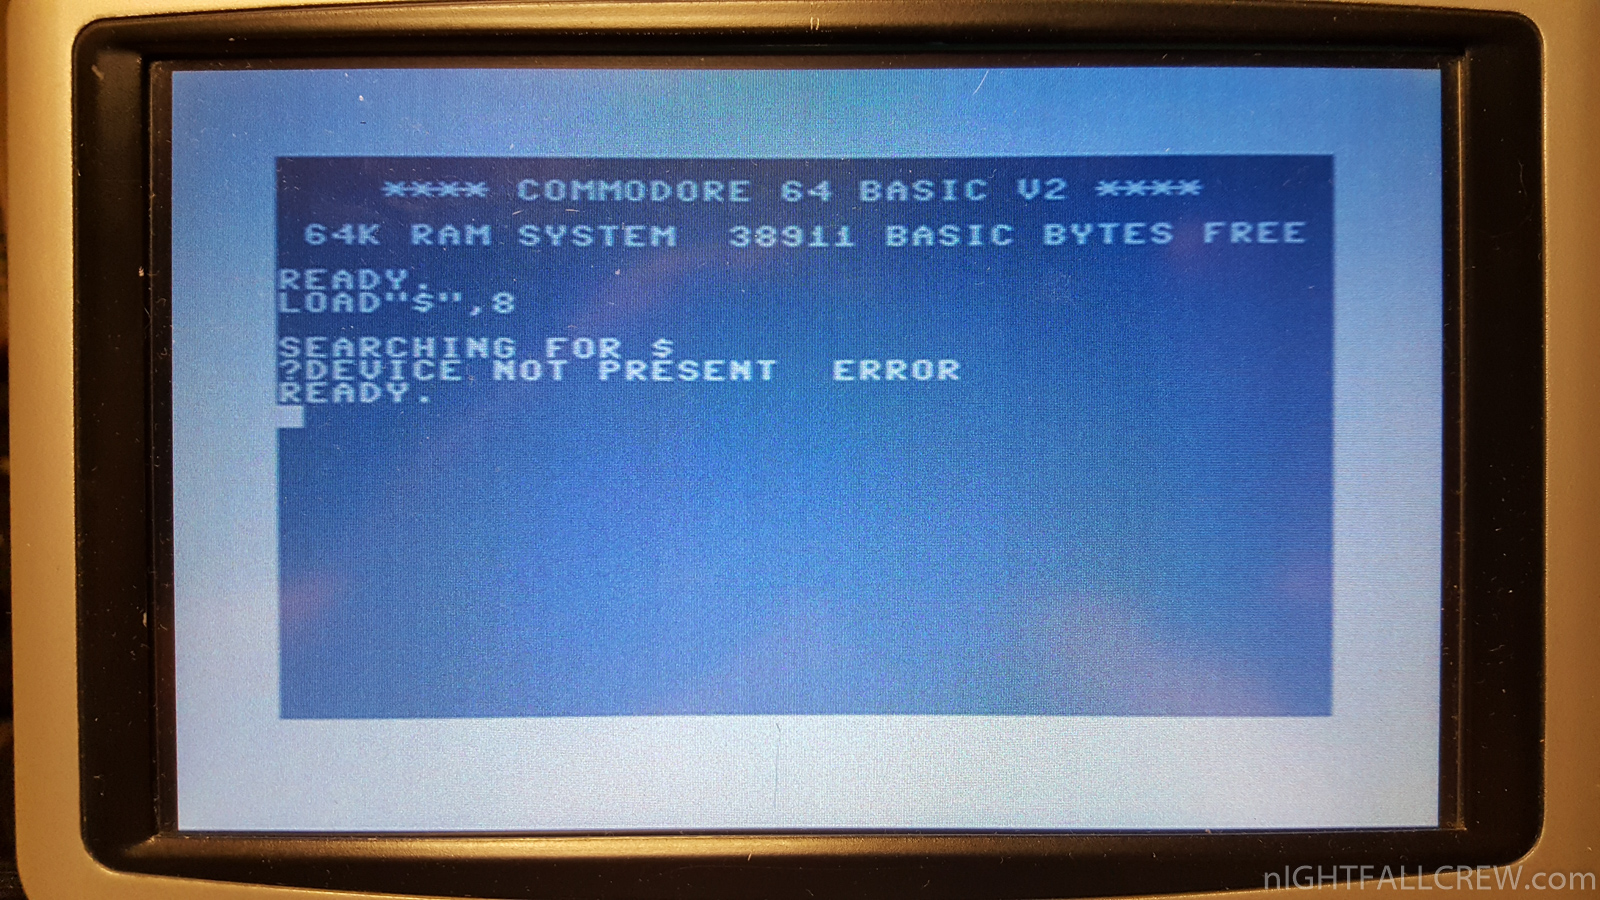 **** COMMODORE 64 BASIC V2 ****
64K RAM SYSTEM  38911 BASIC BYTES FREE
READY.
LOAD"$",8
SEARCHING FOR $
?DEVICE NOT PRESENT  ERROR
READY.
nIGHTFALLCREW.com